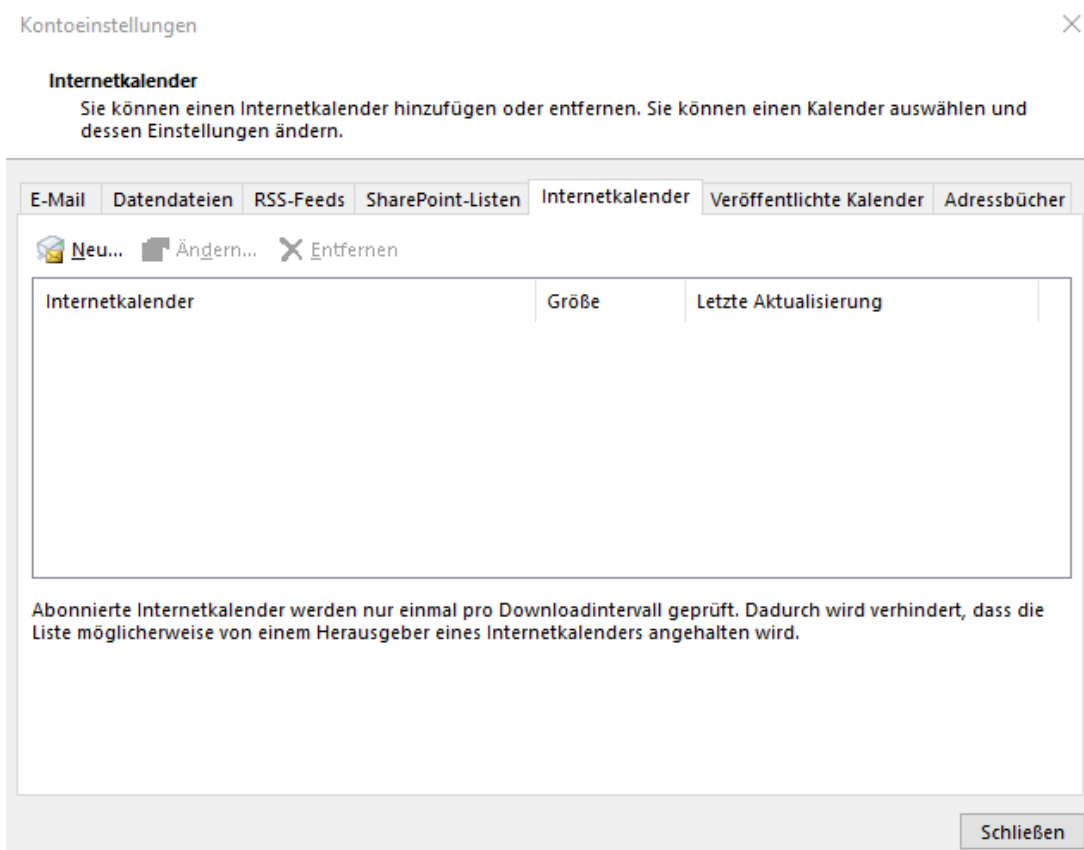 Kontoeinstellungen
Internetkalender
Sie können einen Internetkalender hinzufügen oder entfernen. Sie können einen Kalender auswählen und
dessen Einstellungen ändern.
E-Mail Datendateien RSS-Feeds SharePoint-Listen Internetkalender Veröffentlichte Kalender Adressbücher
Neu... Ändern... Entfernen
Internetkalender Größe Letzte Aktualisierung
Abonnierte Internetkalender werden nur einmal pro Downloadintervall geprüft. Dadurch wird verhindert, dass die
Liste möglicherweise von einem Herausgeber eines Internetkalenders angehalten wird.
Schließen